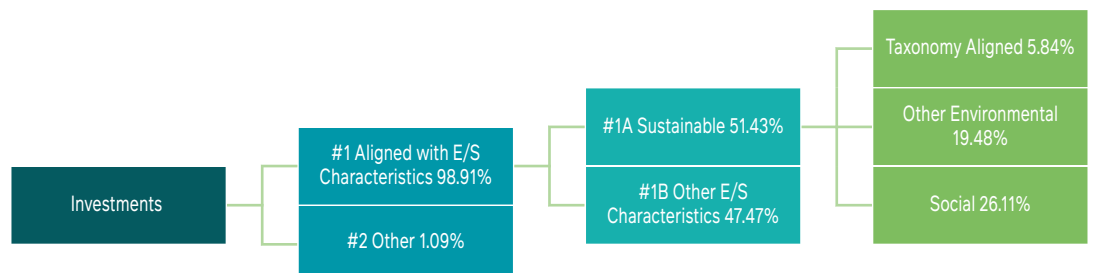 Investments
#1 Aligned with E/S
Characteristics 98.91%
#2 Other 1.09%
#1A Sustainable 51.43%
#1B Other E/S
Characteristics 47.47%
Taxonomy Aligned 5.84%
Other Environmental
19.48%
Social 26.11%